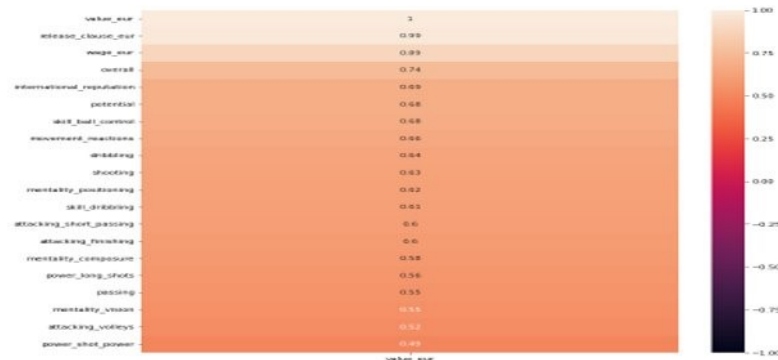 value_eur 1
release_clause_eur 0.99
wage_eur 0.89
overall 0.74
international_reputation 0.69
potential 0.68
skill_ball_control 0.68
movement_reactions 0.66
dribbling 0.64
shooting 0.63
mentality_positioning 0.62
skill_dribbling 0.61
attacking_short_passing 0.6
attacking_finishing 0.6
mentality_composure 0.58
power_long_shots 0.56
passing 0.55
mentality_vision 0.55
attacking_volleys 0.52
power_shot_power 0.49
value_eur
1.00
0.75
0.50
0.25
0.00
−0.25
−0.50
−0.75
−1.00